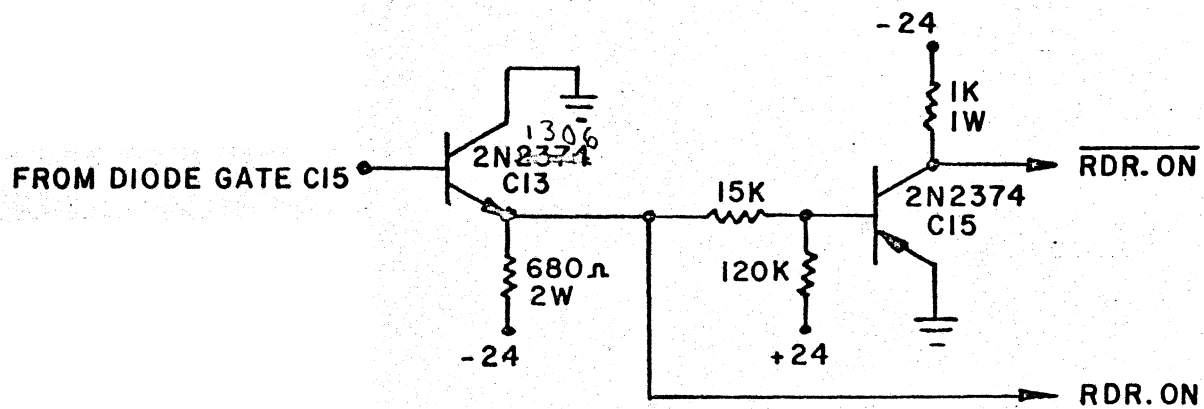 -24
1K
1W
1306
2N2374
C13
FROM DIODE GATE C15
RDR. ON
15K
2N2374
C15
680Ω
2W
120K
-24
+24
RDR. ON